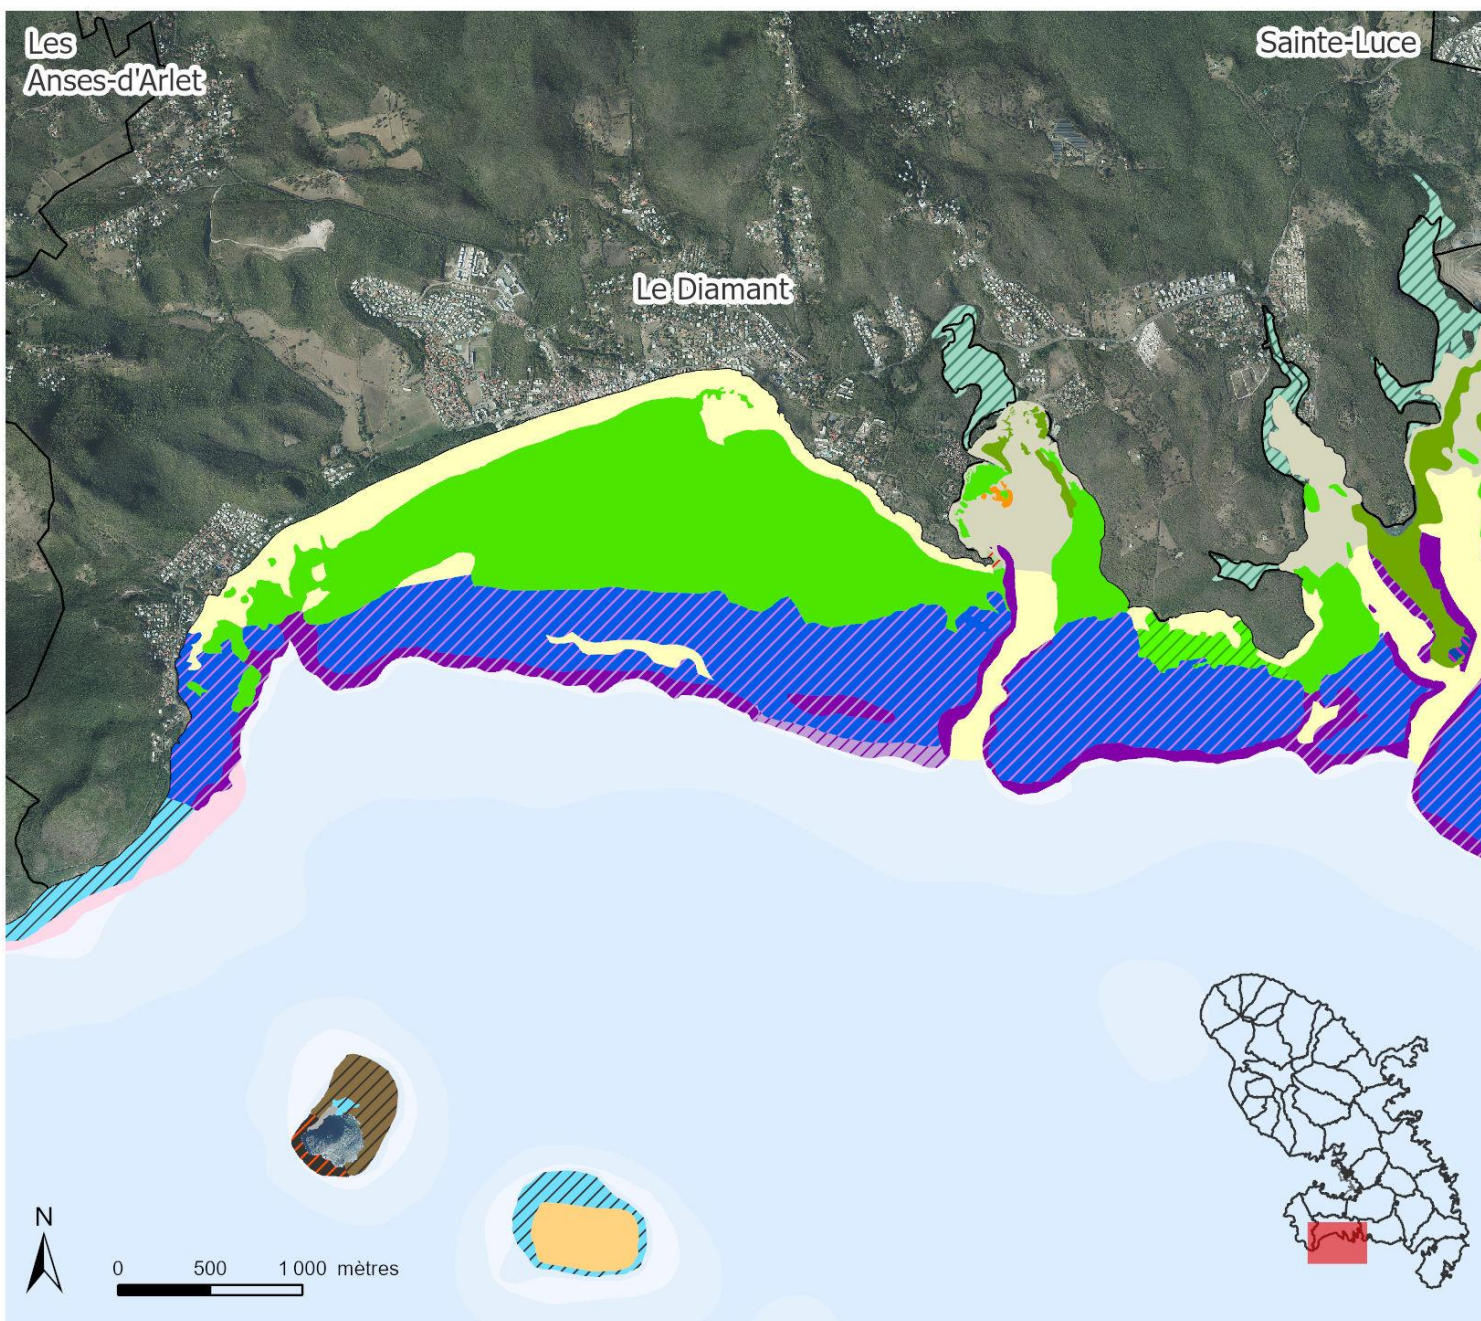 Les
Anses-d'Arlet
Sainte-Luce
Le Diamant
N
0 500 1 000 mètres